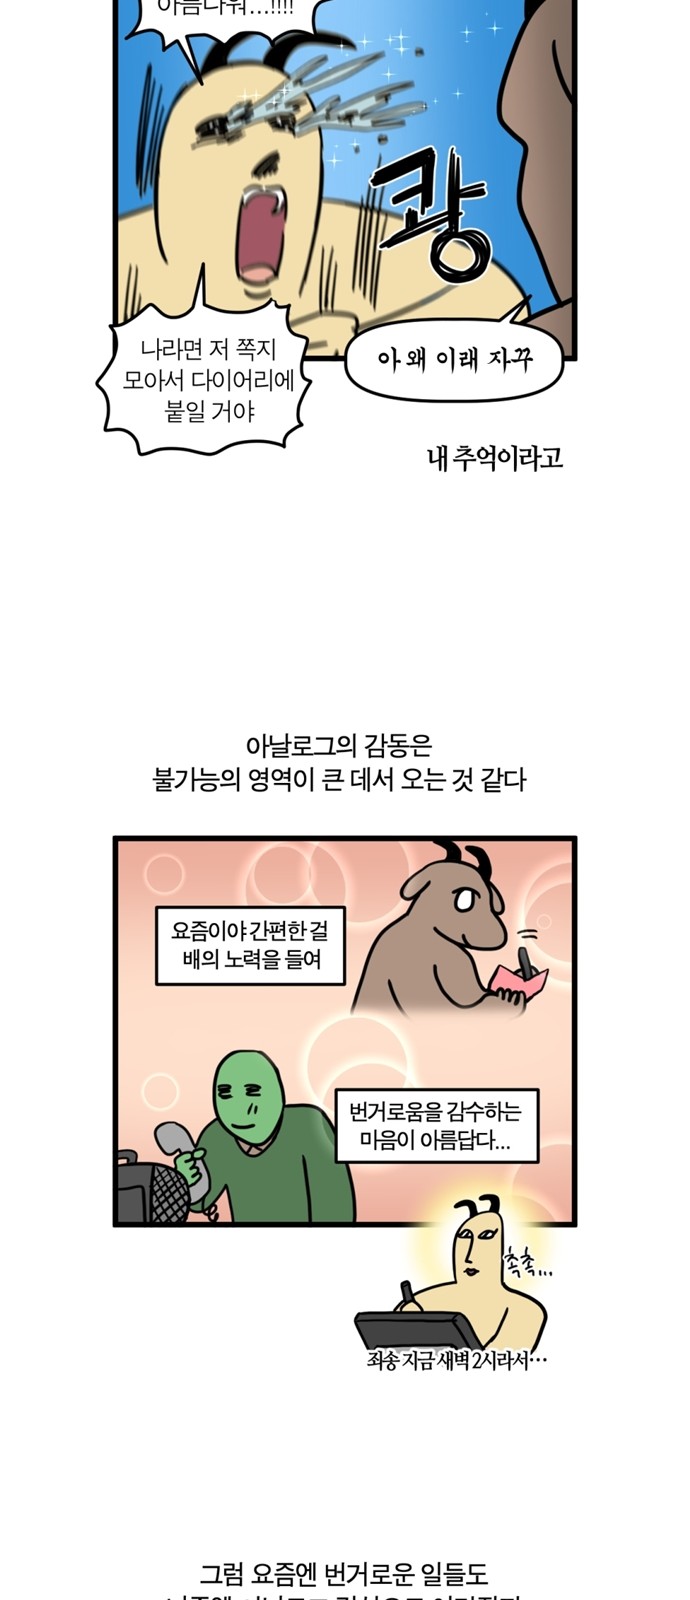 아름다워...!!!!
쾅
나라면 저 쪽지
모아서 다이어리에
붙일 거야
아 왜 이래 자꾸
내 추억이라고
아날로그의 감동은
불가능의 영역이 큰 데서 오는 것 같다
요즘이야 간편한 걸
배의 노력을 들여
번거로움을 감수하는
마음이 아름답다...
촉촉...
죄송 지금 새벽 2시라서...
그럼 요즘엔 번거로운 일들도